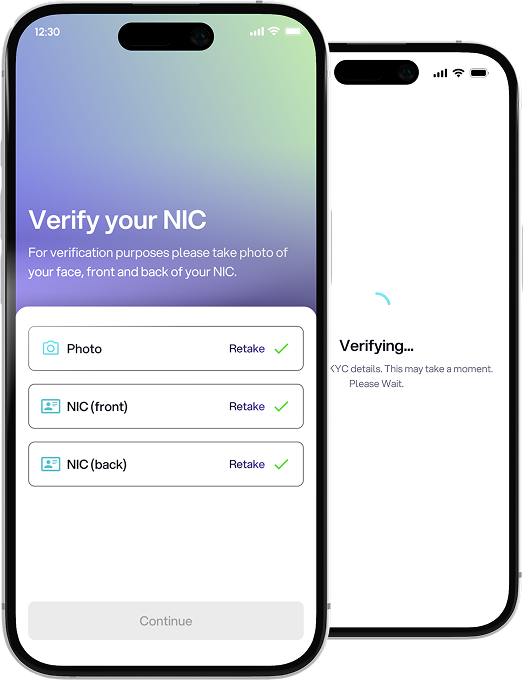 12:30
Verify your NIC
For verification purposes please take photo of
your face, front and back of your NIC.
Photo Retake
NIC (front) Retake
NIC (back) Retake
Continue
Verifying...
KYC details. This may take a moment.
Please Wait.